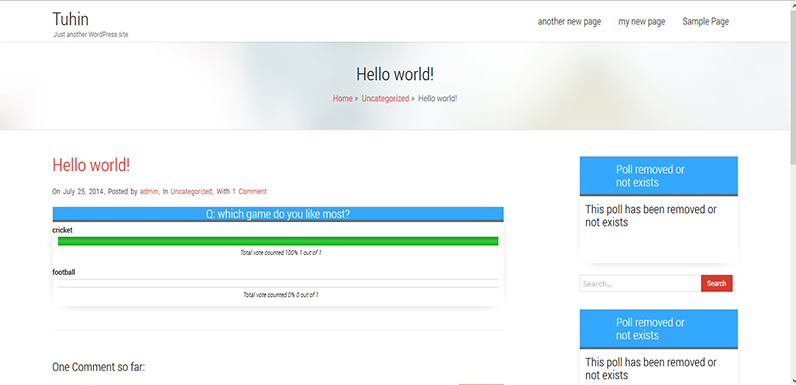 Tuhin
Just another WordPress site
another new page my new page Sample Page
Hello world!
Home » Uncategorized » Hello world!
Hello world!
On July 25, 2014, Posted by admin, In Uncategorized, With 1 Comment
Q: which game do you like most?
cricket
Total vote counted 100% 1 out of 1
football
Total vote counted 0% 0 out of 1
One Comment so far:
Poll removed or
not exists
This poll has been removed or
not exists
Search.. Search
Poll removed or
not exists
This poll has been removed or
not exists